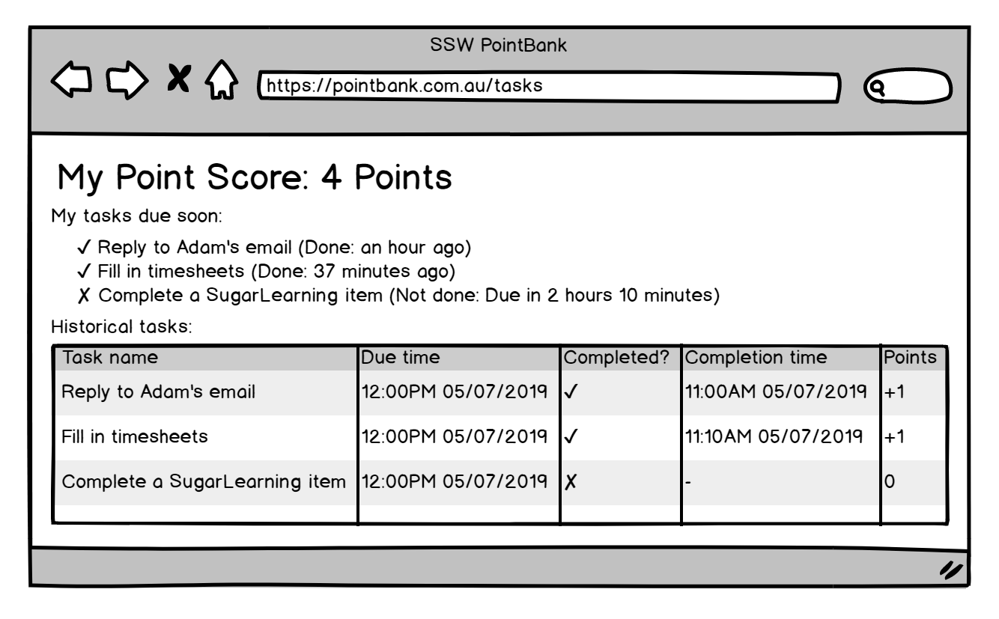 SSW PointBank
https://pointbank.com.au/tasks
My Point Score: 4 Points
My tasks due soon:
✓ Reply to Adam's email (Done: an hour ago)
✓ Fill in timesheets (Done: 37 minutes ago)
✗ Complete a SugarLearning item (Not done: Due in 2 hours 10 minutes)
Historical tasks:
Task name Due time Completed? Completion time Points
Reply to Adam's email 12:00PM 05/07/2019 ✓ 11:00AM 05/07/2019 +1
Fill in timesheets 12:00PM 05/07/2019 ✓ 11:10AM 05/07/2019 +1
Complete a SugarLearning item 12:00PM 05/07/2019 ✗ - 0